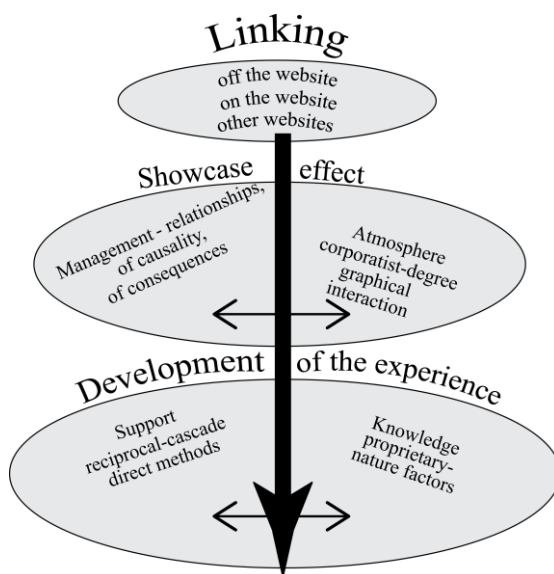 Linking
off the website
on the website
other websites
Showcase effect
Management - relationships,
of causality,
of consequences
Atmosphere
corporatist-degree
graphical
interaction
Development of the experience
Support
reciprocal-cascade
direct methods
Knowledge
proprietary-
nature factors